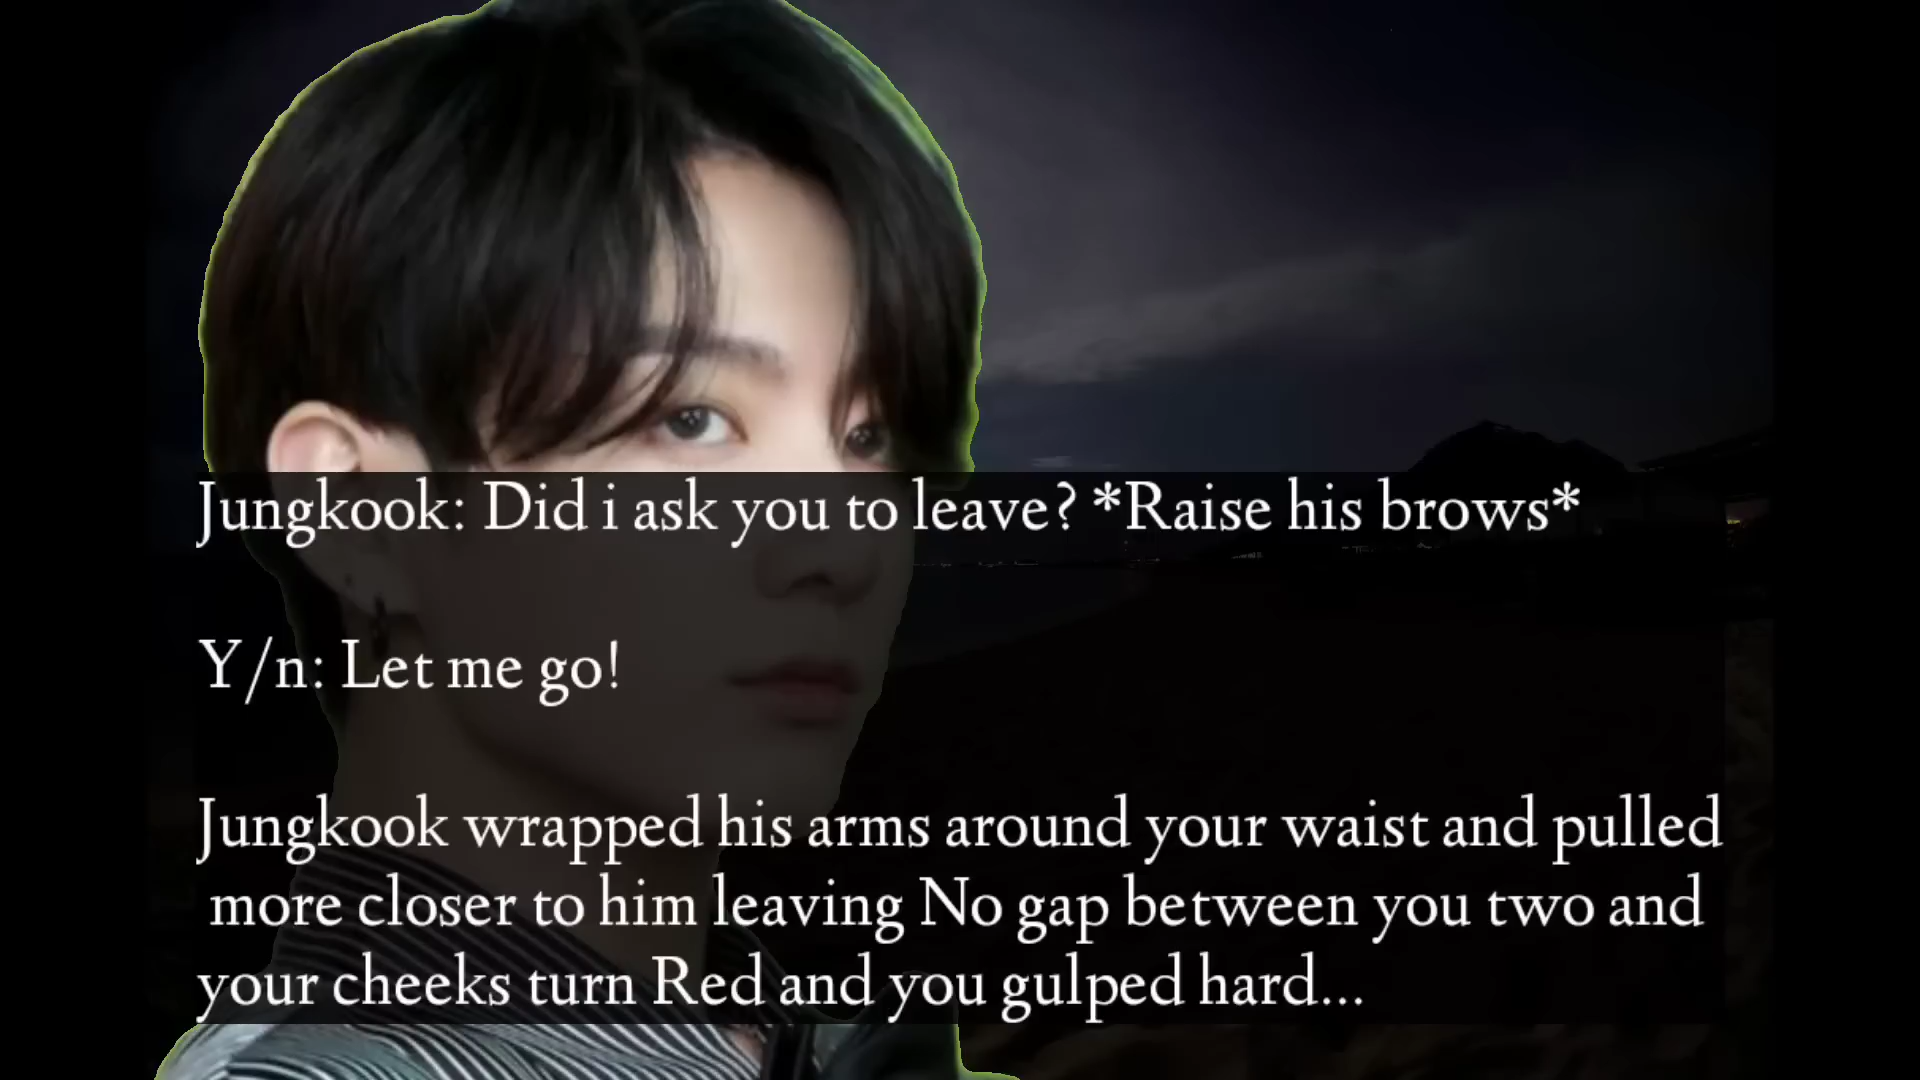 Jungkook: Did i ask you to leave? *Raise his brows*
Y/n: Let me go!
Jungkook wrapped his arms around your waist and pulled
more closer to him leaving No gap between you two and
your cheeks turn Red and you gulped hard...